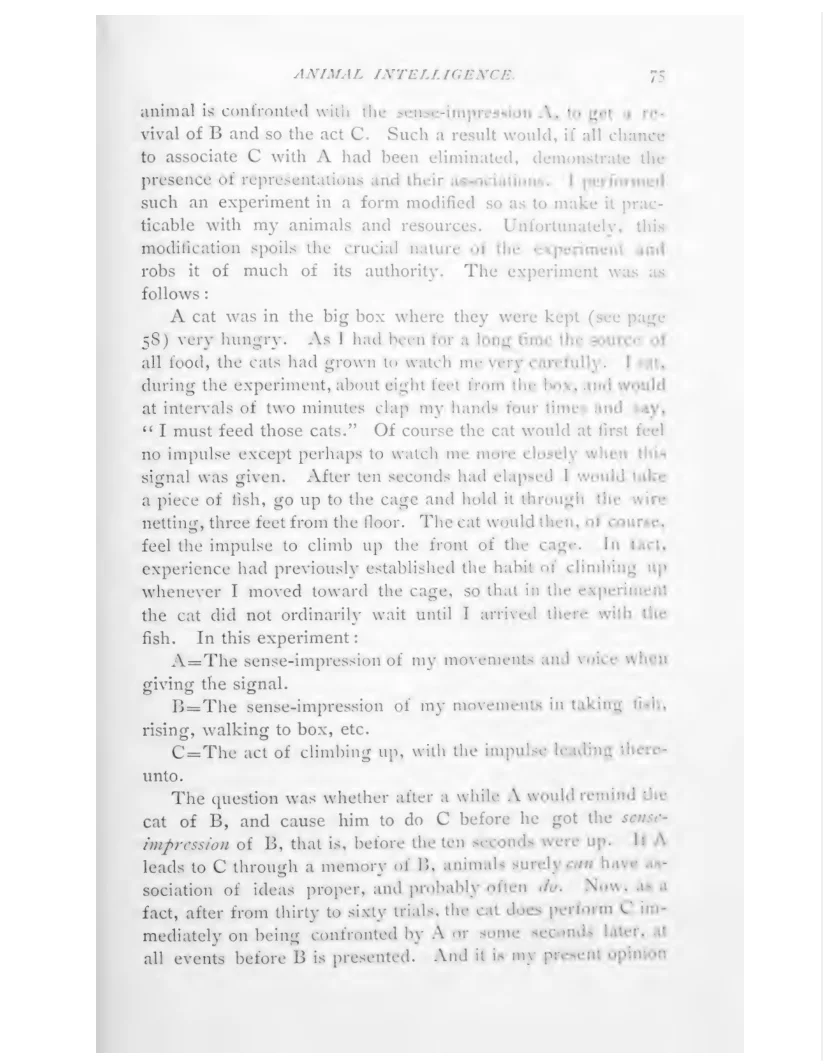 ANIMAL INTELLIGENCE. 75
animal is confronted with the sense-impression A, to get a re-
vival of B and so the act C. Such a result would, if all chance
to associate C with A had been eliminated, demonstrate the
presence of representations and their associations. I performed
such an experiment in a form modified so as to make it prac-
ticable with my animals and resources. Unfortunately, this
modification spoils the crucial nature of the experiment and
robs it of much of its authority. The experiment was as
follows :
A cat was in the big box where they were kept (see page
58) very hungry. As I had been for a long time the source of
all food, the cats had grown to watch me very carefully. I sat,
during the experiment, about eight feet from the box, and would
at intervals of two minutes clap my hands four times and say,
“ I must feed those cats.” Of course the cat would at first feel
no impulse except perhaps to watch me more closely when this
signal was given. After ten seconds had elapsed I would take
a piece of fish, go up to the cage and hold it through the wire
netting, three feet from the floor. The cat would then, of course,
feel the impulse to climb up the front of the cage. In fact,
experience had previously established the habit of climbing up
whenever I moved toward the cage, so that in the experiment
the cat did not ordinarily wait until I arrived there with the
fish. In this experiment :
A=The sense-impression of my movements and voice when
giving the signal.
B=The sense-impression of my movements in taking fish,
rising, walking to box, etc.
C=The act of climbing up, with the impulse leading there-
unto.
The question was whether after a while A would remind the
cat of B, and cause him to do C before he got the sense-
impression of B, that is, before the ten seconds were up. If A
leads to C through a memory of B, animals surely can have as-
sociation of ideas proper, and probably often do. Now, as a
fact, after from thirty to sixty trials, the cat does perform C im-
mediately on being confronted by A or some seconds later, at
all events before B is presented. And it is my present opinion